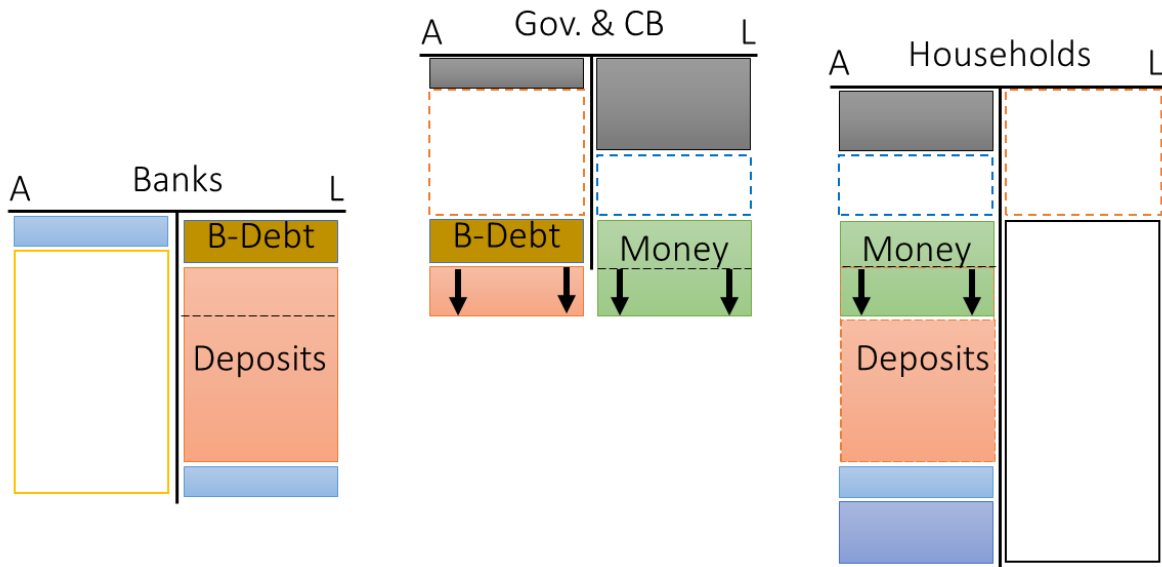 Banks
A
L
B-Debt
Deposits
Gov. & CB
A
L
B-Debt
Money
Households
A
L
Money
Deposits